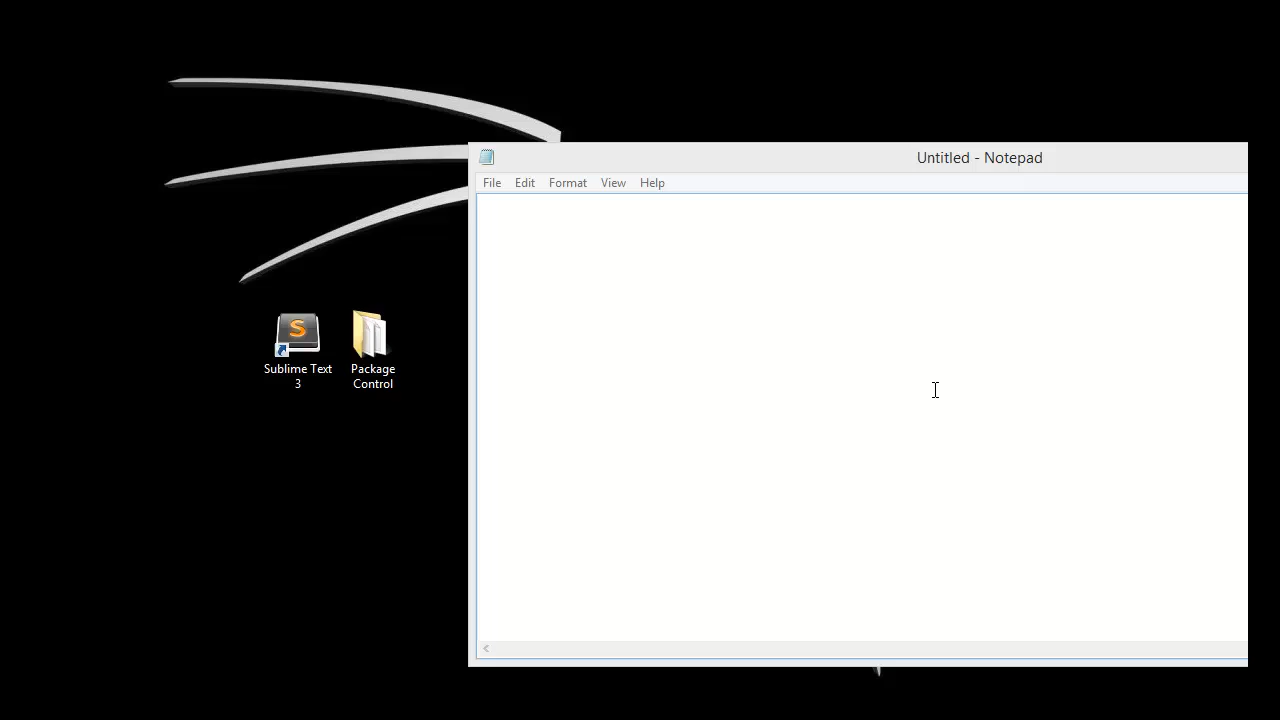 Untitled - Notepad
File Edit Format View Help
S
Sublime Text
3
Package
Control